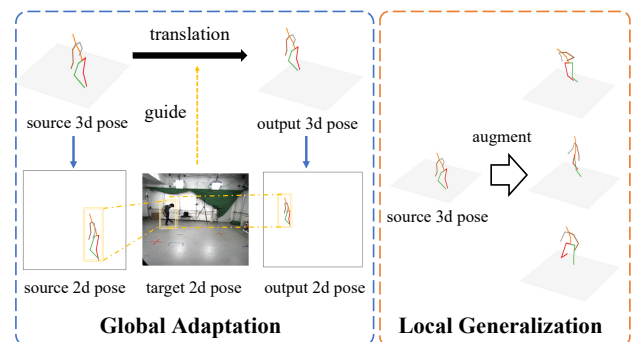 translation
source 3d pose
guide
output 3d pose
source 2d pose
target 2d pose
output 2d pose
Global Adaptation
augment
source 3d pose
Local Generalization